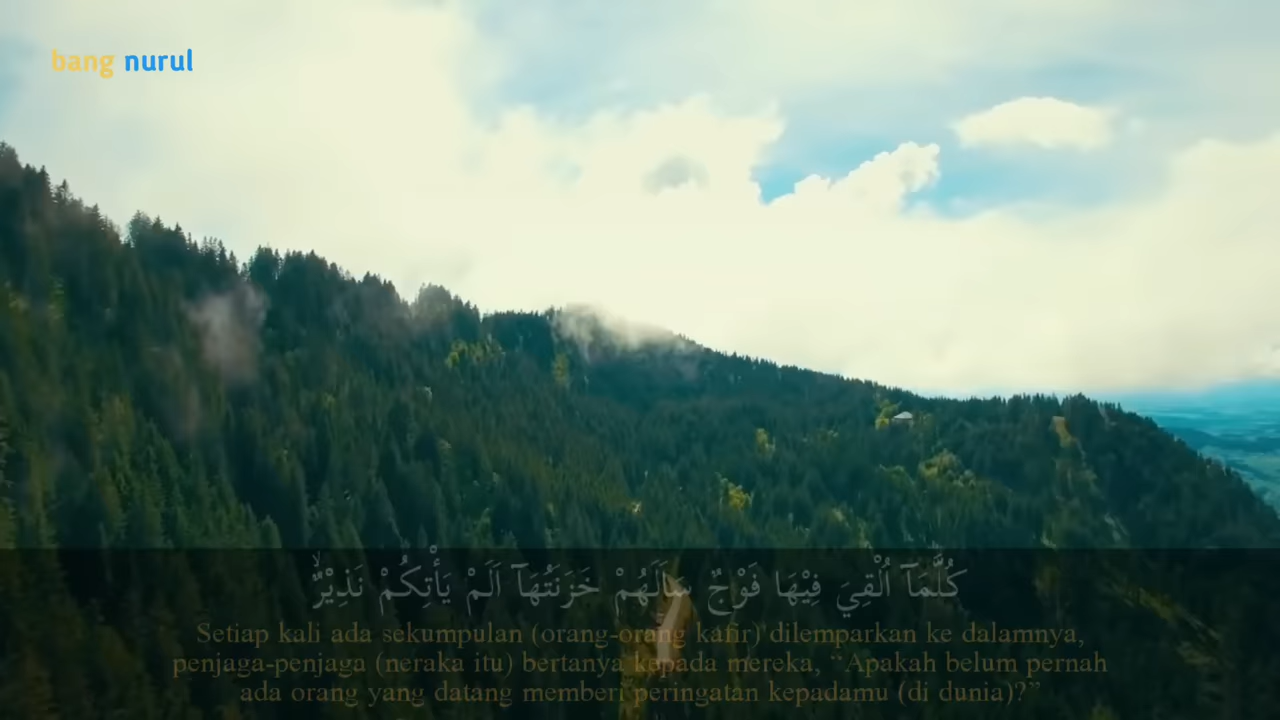 bang nurul
كُلَّمَآ اُلْقِيَ فِيْهَا فَوْجٌ سَاَلَهُمْ خَزَنَتُهَآ اَلَمْ يَأْتِكُمْ نَذِيْرٌۙ
Setiap kali ada sekumpulan (orang-orang kafir) dilemparkan ke dalamnya,
penjaga-penjaga (neraka itu) bertanya kepada mereka, “Apakah belum pernah
ada orang yang datang memberi peringatan kepadamu (di dunia)?”